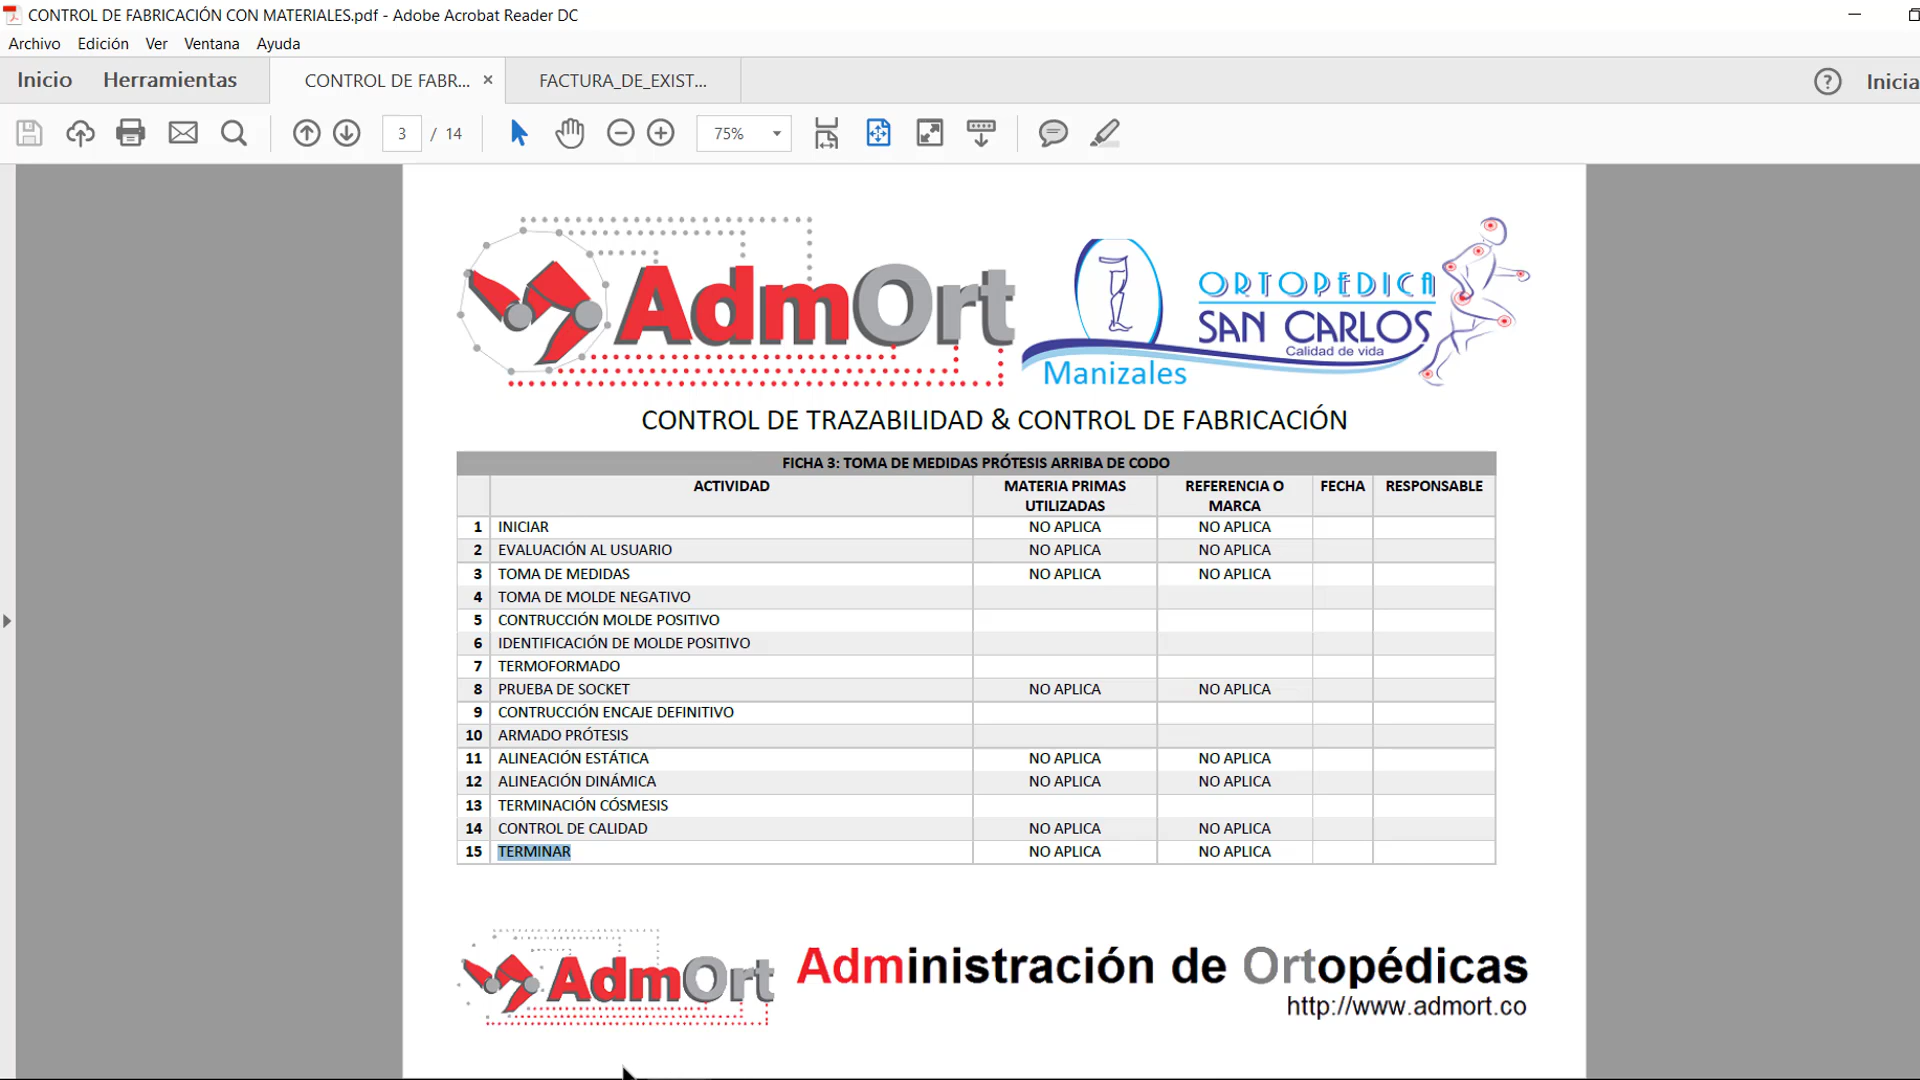 CONTROL DE FABRICACIÓN CON MATERIALES.pdf - Adobe Acrobat Reader DC
Archivo Edición Ver Ventana Ayuda
Inicio Herramientas CONTROL DE FABR... × FACTURA_DE_EXIST... ? Inicia
3 / 14 75%
AdmOrt
ORTOPEDICA
SAN CARLOS
Calidad de vida
Manizales
CONTROL DE TRAZABILIDAD & CONTROL DE FABRICACIÓN
FICHA 3: TOMA DE MEDIDAS PRÓTESIS ARRIBA DE CODO
ACTIVIDAD MATERIA PRIMAS UTILIZADAS REFERENCIA O MARCA FECHA RESPONSABLE
1 INICIAR NO APLICA NO APLICA
2 EVALUACIÓN AL USUARIO NO APLICA NO APLICA
3 TOMA DE MEDIDAS NO APLICA NO APLICA
4 TOMA DE MOLDE NEGATIVO
5 CONTRUCCIÓN MOLDE POSITIVO
6 IDENTIFICACIÓN DE MOLDE POSITIVO
7 TERMOFORMADO
8 PRUEBA DE SOCKET NO APLICA NO APLICA
9 CONTRUCCIÓN ENCAJE DEFINITIVO
10 ARMADO PRÓTESIS
11 ALINEACIÓN ESTÁTICA NO APLICA NO APLICA
12 ALINEACIÓN DINÁMICA NO APLICA NO APLICA
13 TERMINACIÓN CÓSMESIS
14 CONTROL DE CALIDAD NO APLICA NO APLICA
15 TERMINAR NO APLICA NO APLICA
AdmOrt
Administración de Ortopédicas
http://www.admort.co